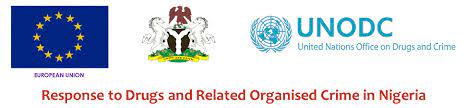 UNODC
United Nations Office on Drugs and Crime
EUROPEAN UNION
Response to Drugs and Related Organised Crime in Nigeria